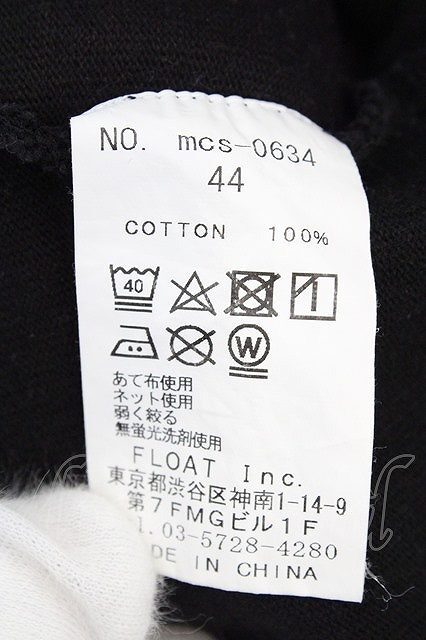 NO. mcs-0634
44
COTTON 100%
40
W
あて布使用
ネット使用
弱く絞る
無蛍光洗剤使用
FLOAT Inc.
東京都渋谷区神南1-14-9
第7FMGビル1F
03-5728-4280
IN CHINA